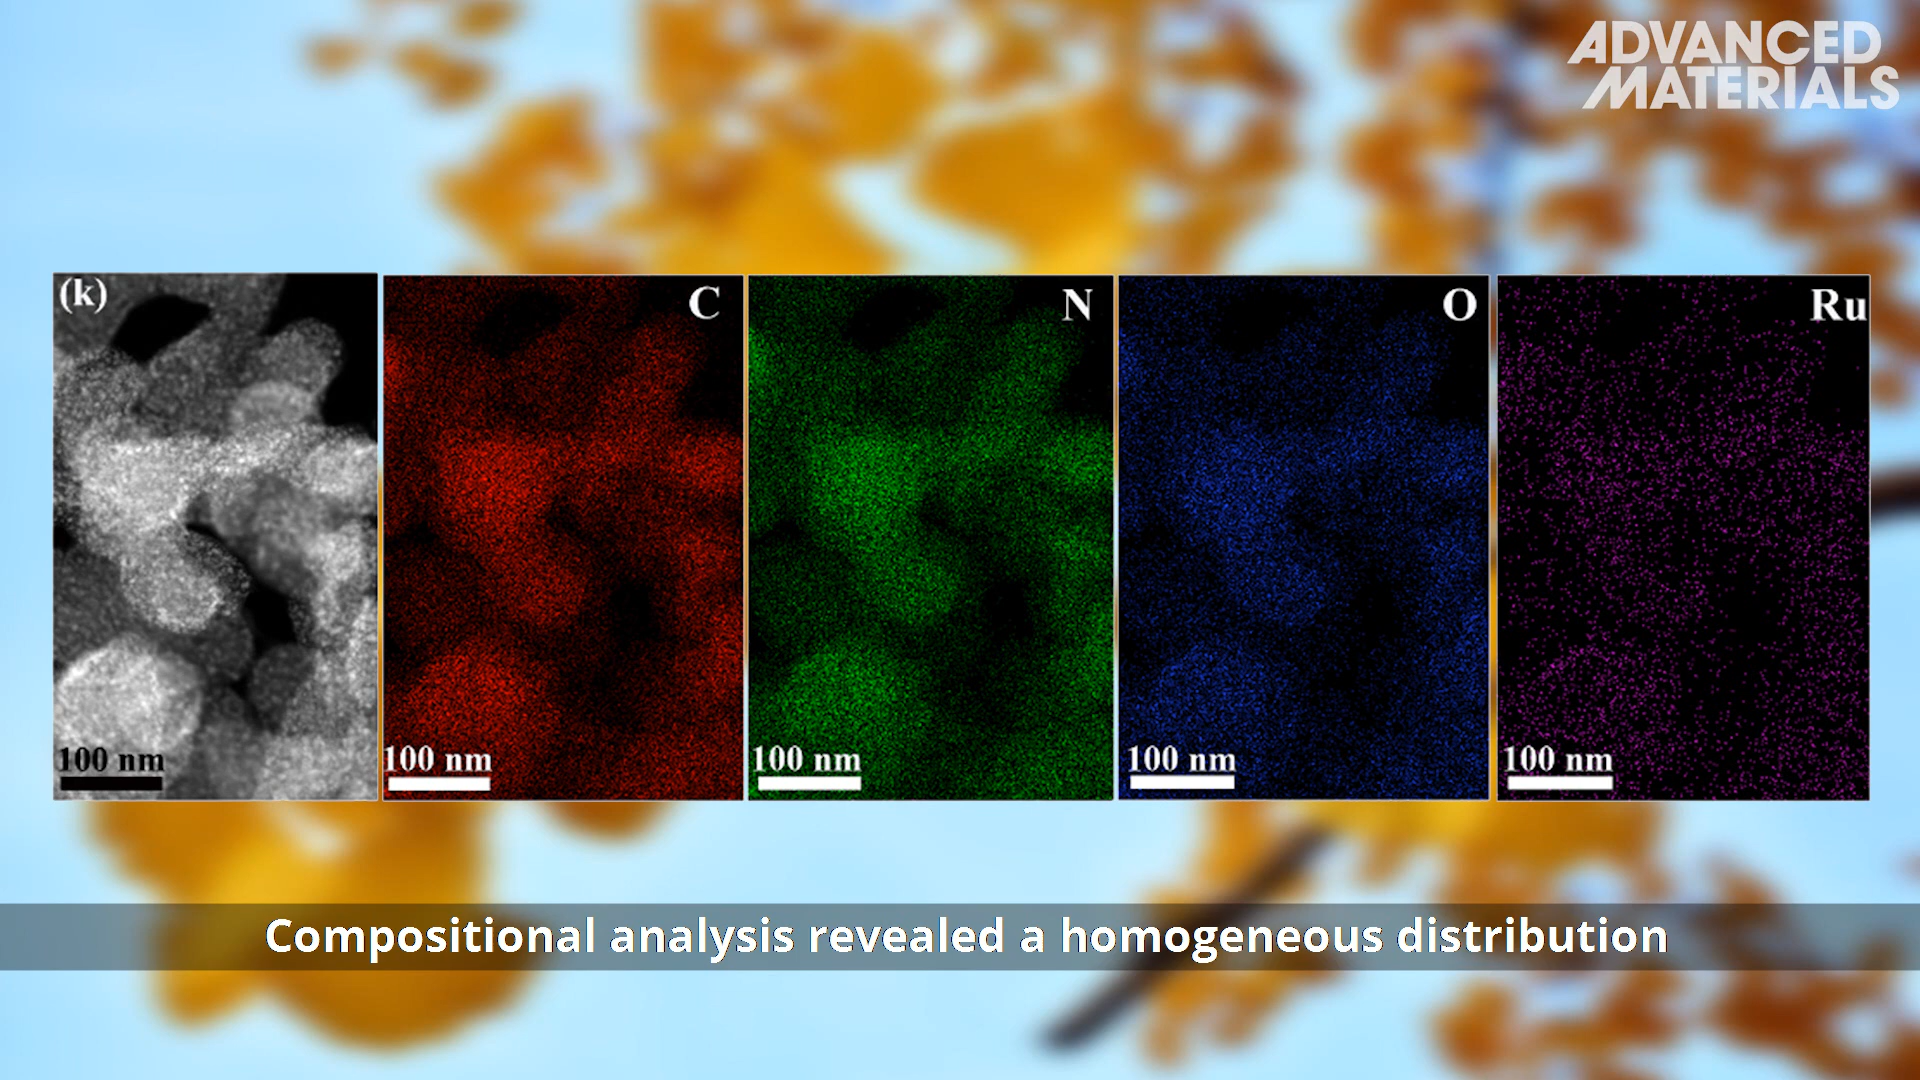 ADVANCED
MATERIALS
(k)
C
N
O
Ru
100 nm
100 nm
100 nm
100 nm
100 nm
Compositional analysis revealed a homogeneous distribution